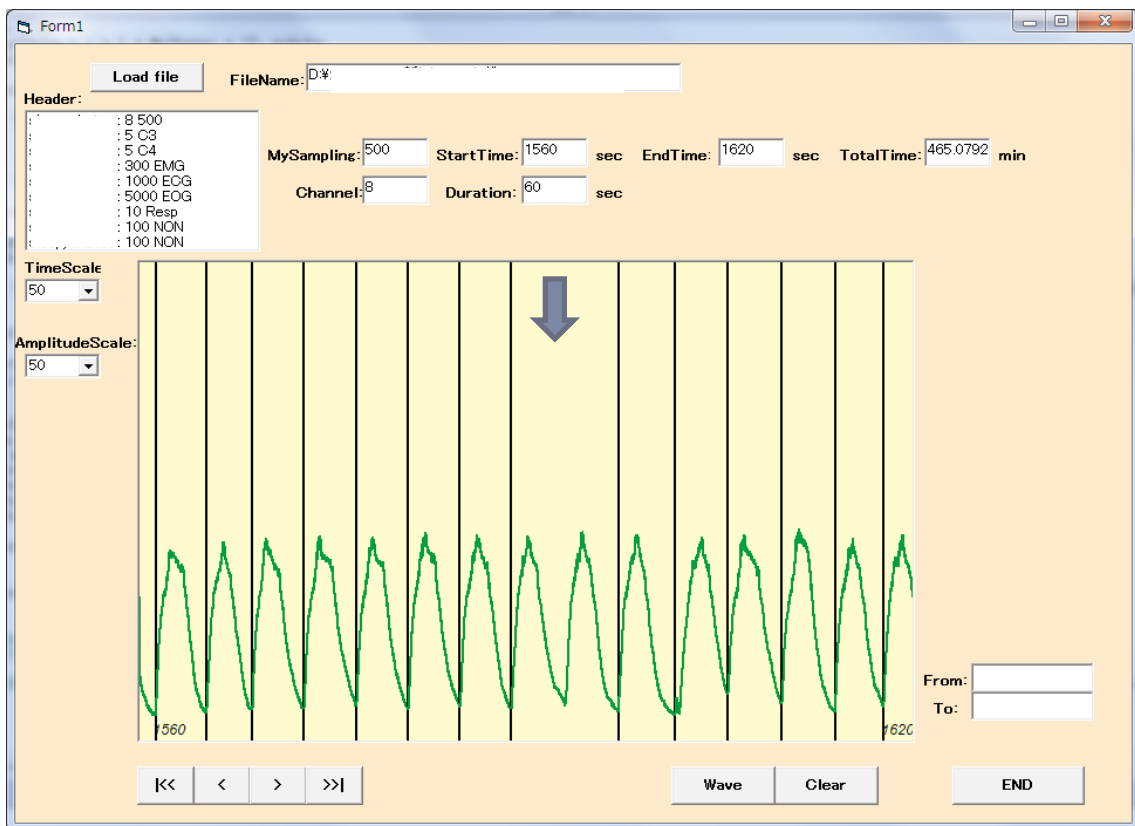 Form1
Load file
FileName: D:¥
Header:
: 8 500
: 5 C3
: 5 C4
: 300 EMG
: 1000 ECG
: 5000 EOG
: 10 Resp
: 100 NON
: 100 NON
MySampling: 500 StartTime: 1560 sec EndTime: 1620 sec TotalTime: 465.0792 min
Channel: 8 Duration: 60 sec
TimeScale
50
AmplitudeScale:
50
1560 1620
From:
To:
|<< < > >>| Wave Clear END